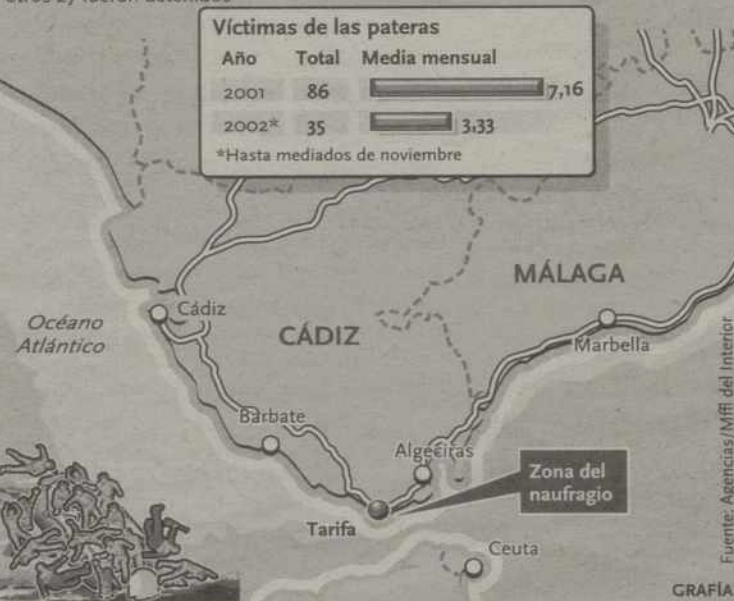 Víctimas de las pateras
Año Total Media mensual
2001 86 7,16
2002* 35 3,33
*Hasta mediados de noviembre
MÁLAGA
Cádiz
Océano
Atlántico
CÁDIZ
Marbella
Barbate
Algeciras
Zona del
naufragio
Tarifa
Ceuta
Fuente: Agencias/Mñl del Interior
GRAFÍA